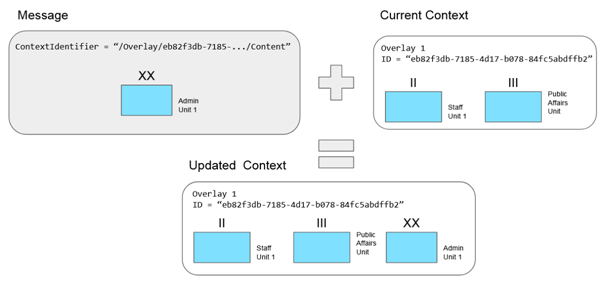 Message
ContextIdentifier = “/Overlay/eb82f3db-7185-.../Content”
XX
Admin
Unit 1
Current Context
Overlay 1
ID = “eb82f3db-7185-4d17-b078-84fc5abdffb2”
II
Staff
Unit 1
III
Public
Affairs
Unit
Updated Context
Overlay 1
ID = “eb82f3db-7185-4d17-b078-84fc5abdffb2”
II
Staff
Unit 1
III
Public
Affairs
Unit
XX
Admin
Unit 1